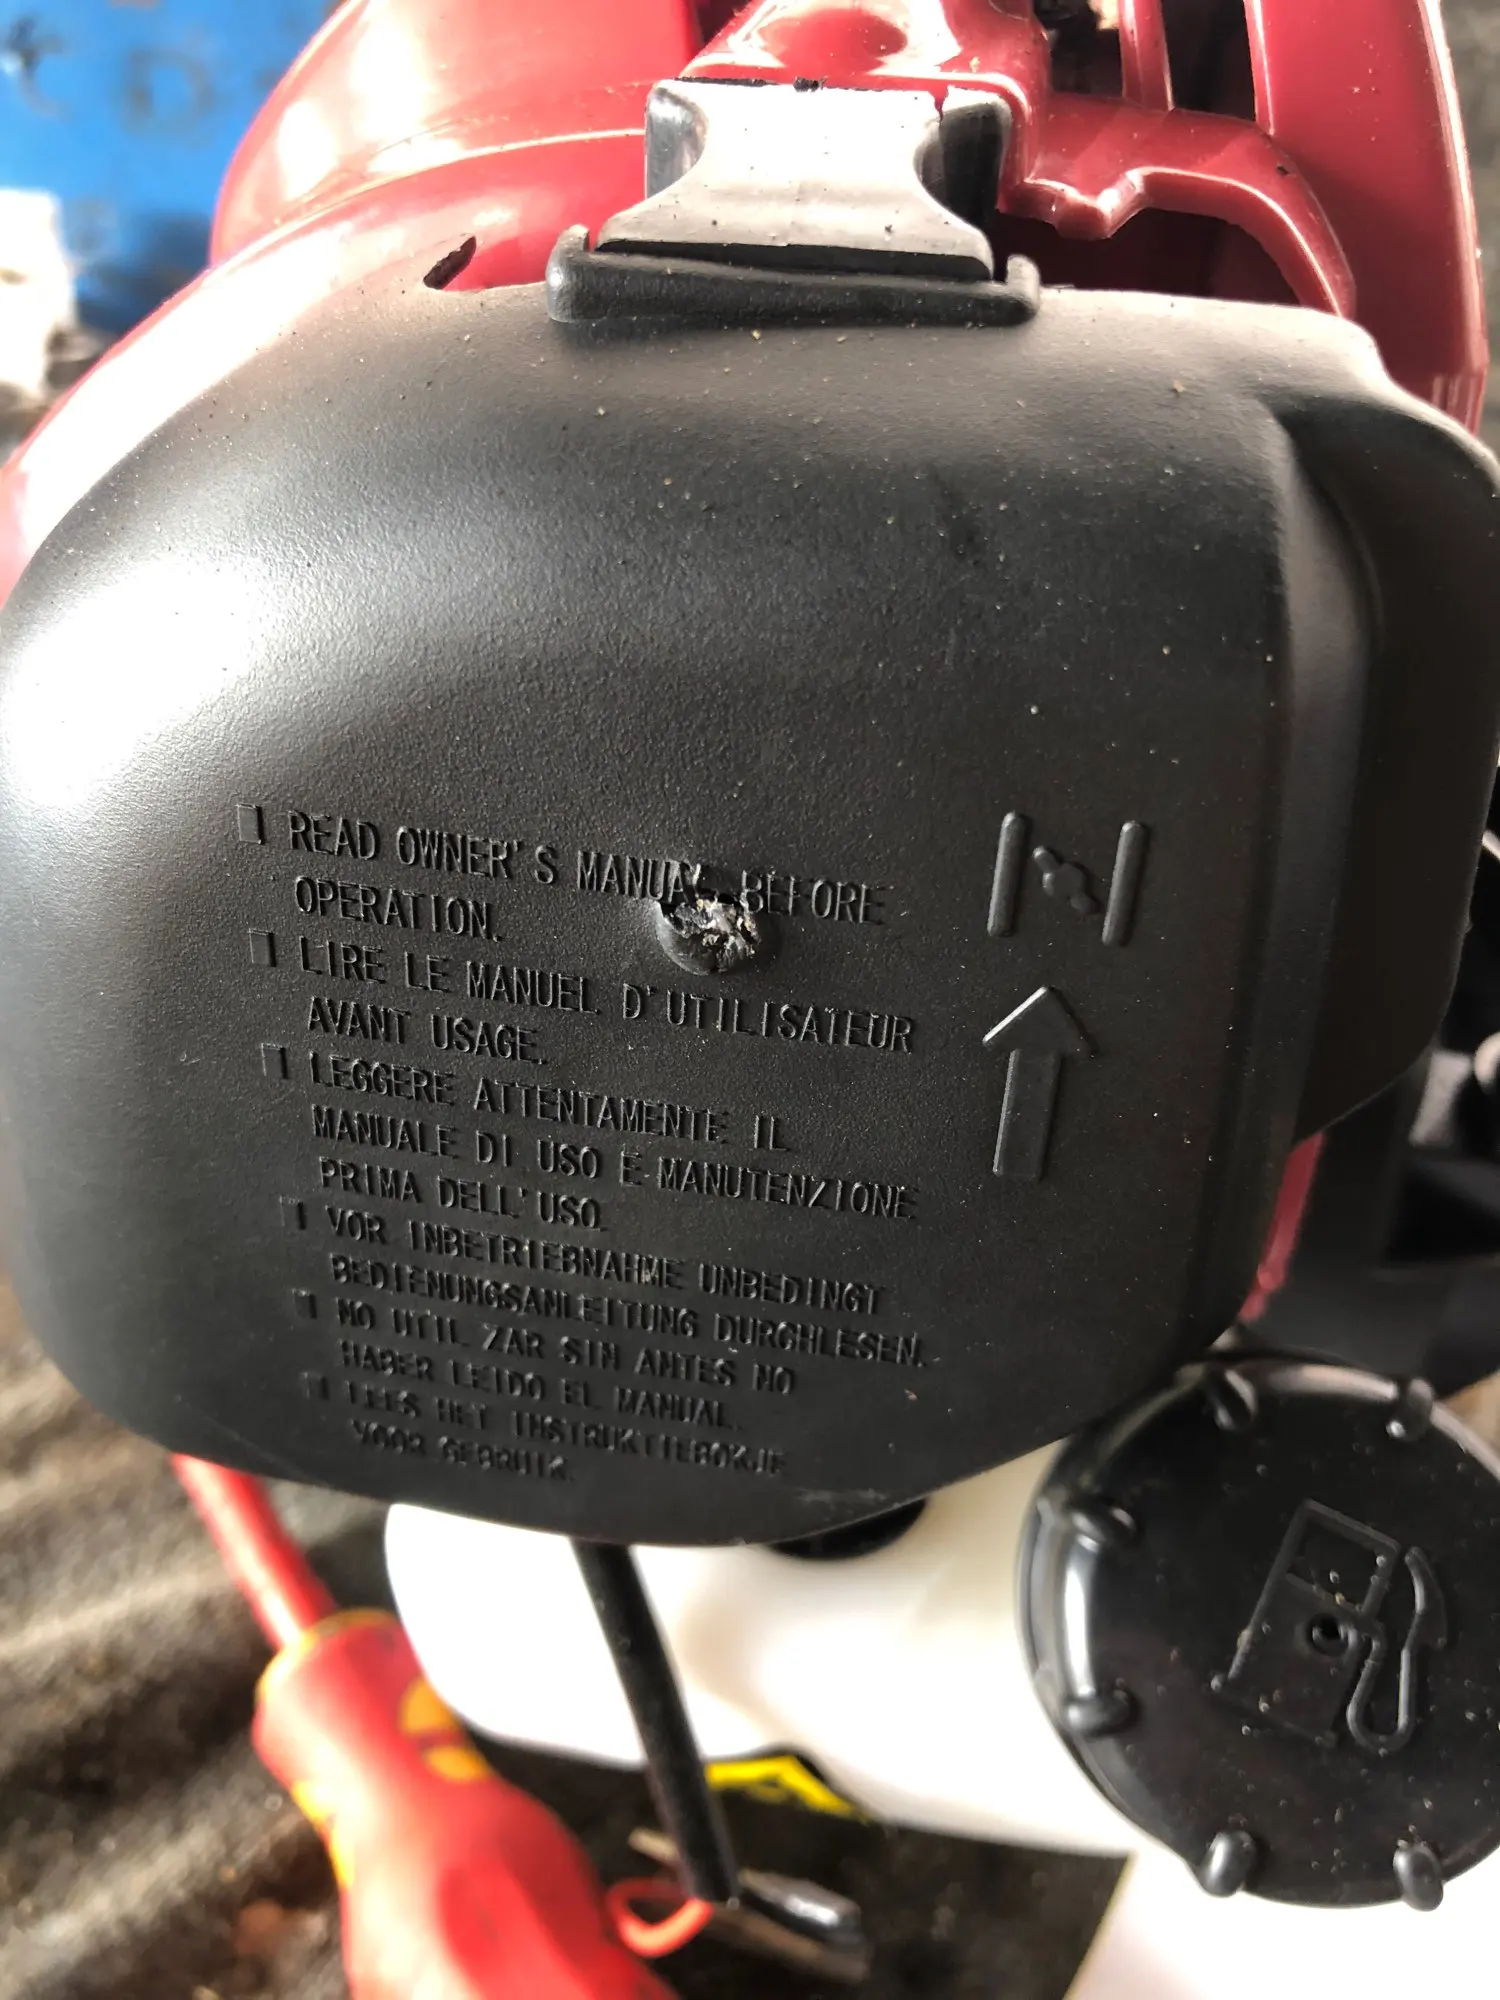 READ OWNER'S MANUAL BEFORE
OPERATION.
LIRE LE MANUEL D'UTILISATEUR
AVANT USAGE.
LEGGERE ATTENTAMENTE IL
MANUALE DI USO E MANUTENZIONE
PRIMA DELL'USO.
VOR INBETRIEBNAHME UNBEDINGT
BEDIENUNGSANLEITUNG DURCHLESEN.
NO UTILIZAR SIN ANTES NO
HABER LEIDO EL MANUAL.
LEES HET INSTRUKTIEBOKJE
VOOR GEBRUIK.